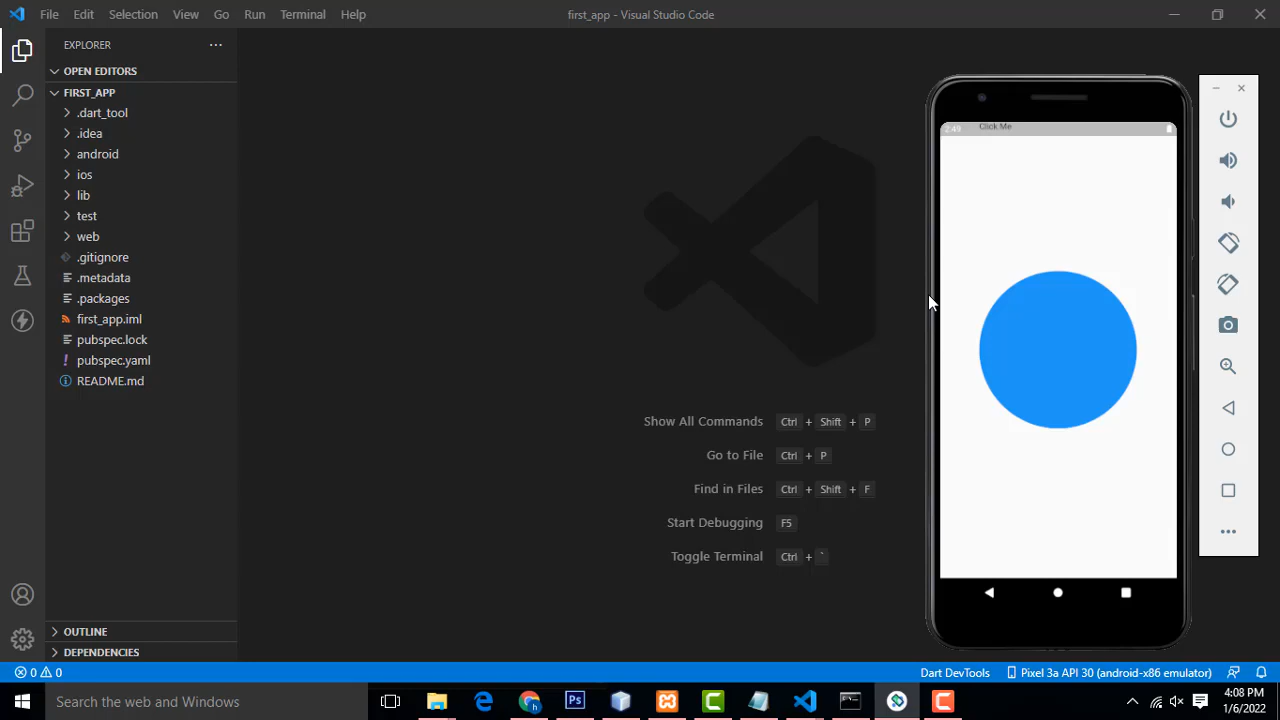 File Edit Selection View Go Run Terminal Help
first_app - Visual Studio Code
EXPLORER
OPEN EDITORS
FIRST_APP
.dart_tool
.idea
android
ios
lib
test
web
.gitignore
.metadata
.packages
first_app.iml
pubspec.lock
pubspec.yaml
README.md
OUTLINE
DEPENDENCIES
Show All Commands Ctrl + Shift + P
Go to File Ctrl + P
Find in Files Ctrl + Shift + F
Start Debugging F5
Toggle Terminal Ctrl + `
2:49 Click Me
0 0
Dart DevTools
Pixel 3a API 30 (android-x86 emulator)
Search the web and Windows
Ps
4:08 PM
1/6/2022